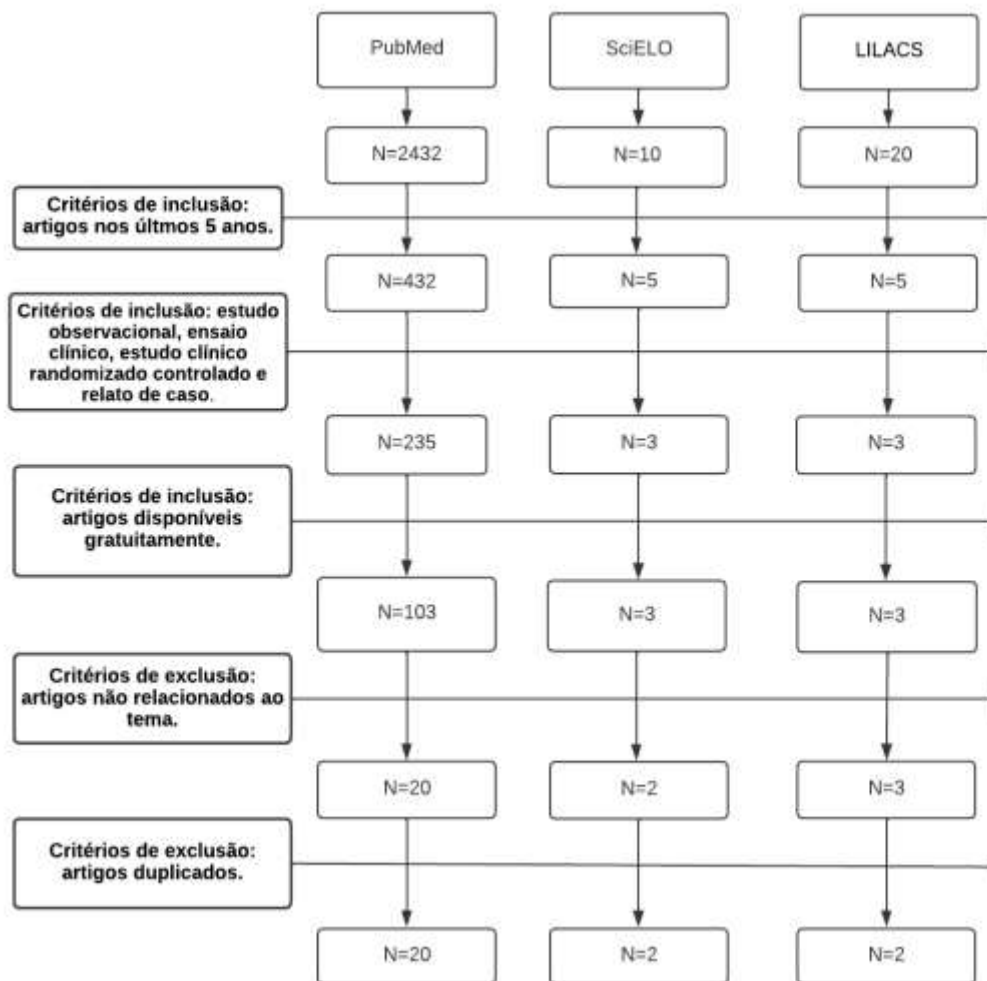 PubMed
SciELO
LILACS
N=2432
N=10
N=20
Critérios de inclusão:
artigos nos últmos 5 anos.
N=432
N=5
N=5
Critérios de inclusão: estudo
observacional, ensaio
clínico, estudo clínico
randomizado controlado e
relato de caso.
N=235
N=3
N=3
Critérios de inclusão:
artigos disponíveis
gratuitamente.
N=103
N=3
N=3
Critérios de exclusão:
artigos não relacionados ao
tema.
N=20
N=2
N=3
Critérios de exclusão:
artigos duplicados.
N=20
N=2
N=2